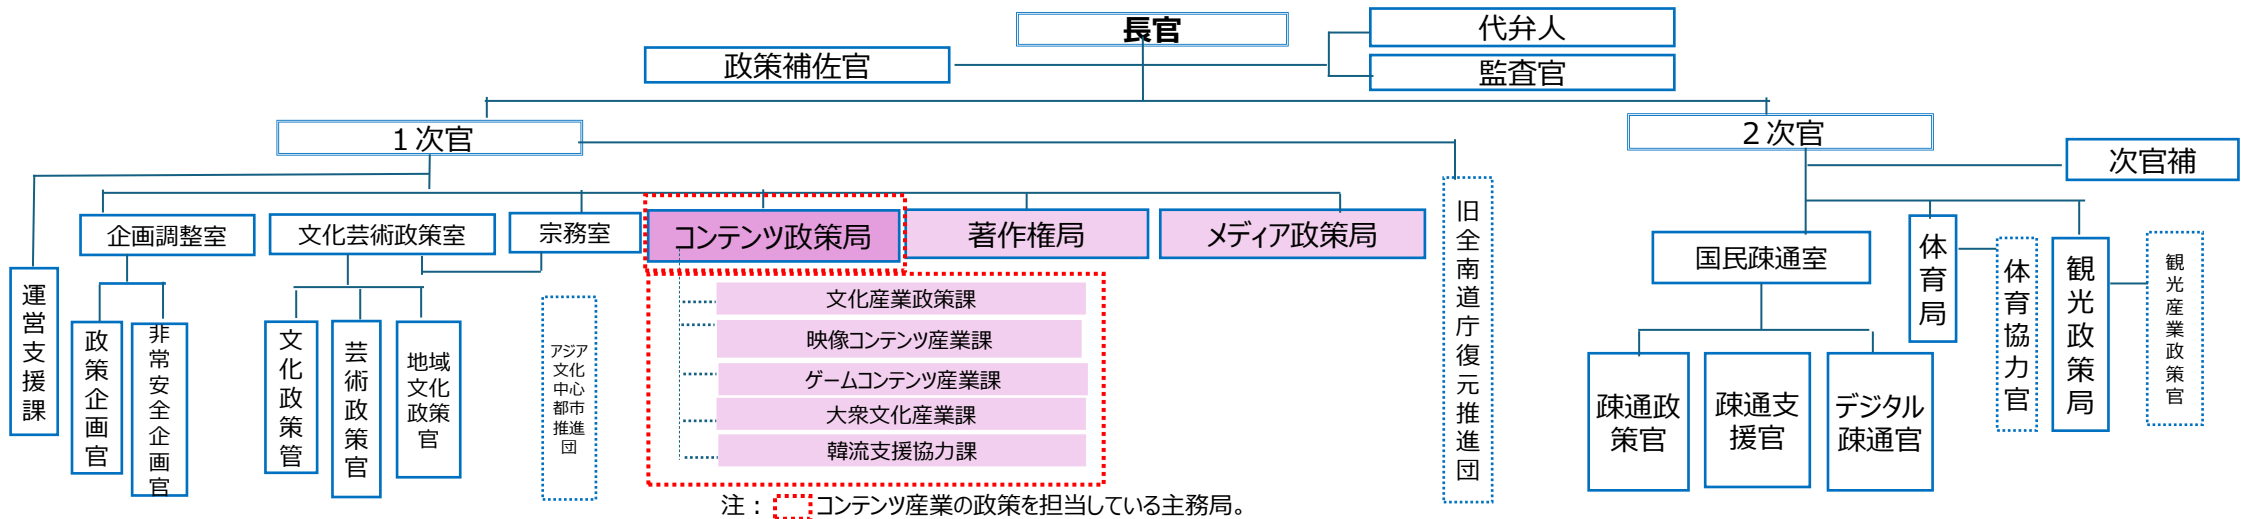 長官
代弁人
政策補佐官
監査官
1次官
2次官
次官補
企画調整室
文化芸術政策室
宗務室
コンテンツ政策局
著作権局
メディア政策局
旧全南道庁復元推進団
国民疎通室
体育局
体育協力官
観光政策局
観光産業政策官
運営支援課
政策企画官
非常安全企画官
文化政策管
芸術政策官
地域
文化
政策
官
アジア
文化
中心
都市
推進
団
文化産業政策課
映像コンテンツ産業課
ゲームコンテンツ産業課
大衆文化産業課
韓流支援協力課
疎通政
策官
疎通支
援官
デジタル
疎通官
注：コンテンツ産業の政策を担当している主務局。